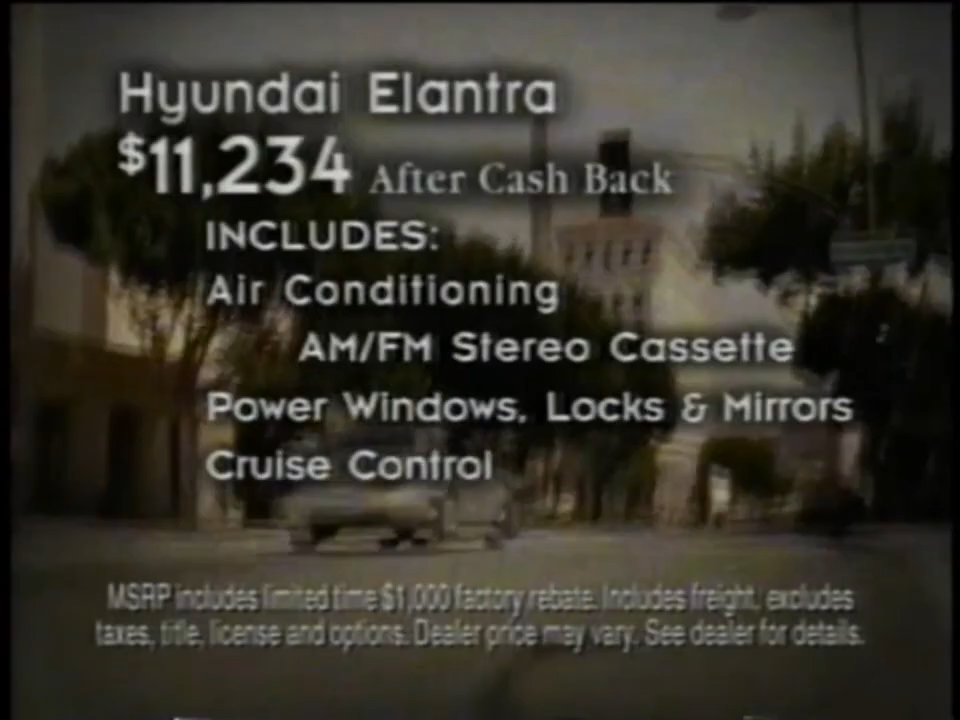 Hyundai Elantra
$11,234 After Cash Back
INCLUDES:
Air Conditioning
AM/FM Stereo Cassette
Power Windows, Locks & Mirrors
Cruise Control
MSRP includes limited time $1,000 factory rebate. Includes freight, excludes
taxes, title, license and options. Dealer price may vary. See dealer for details.